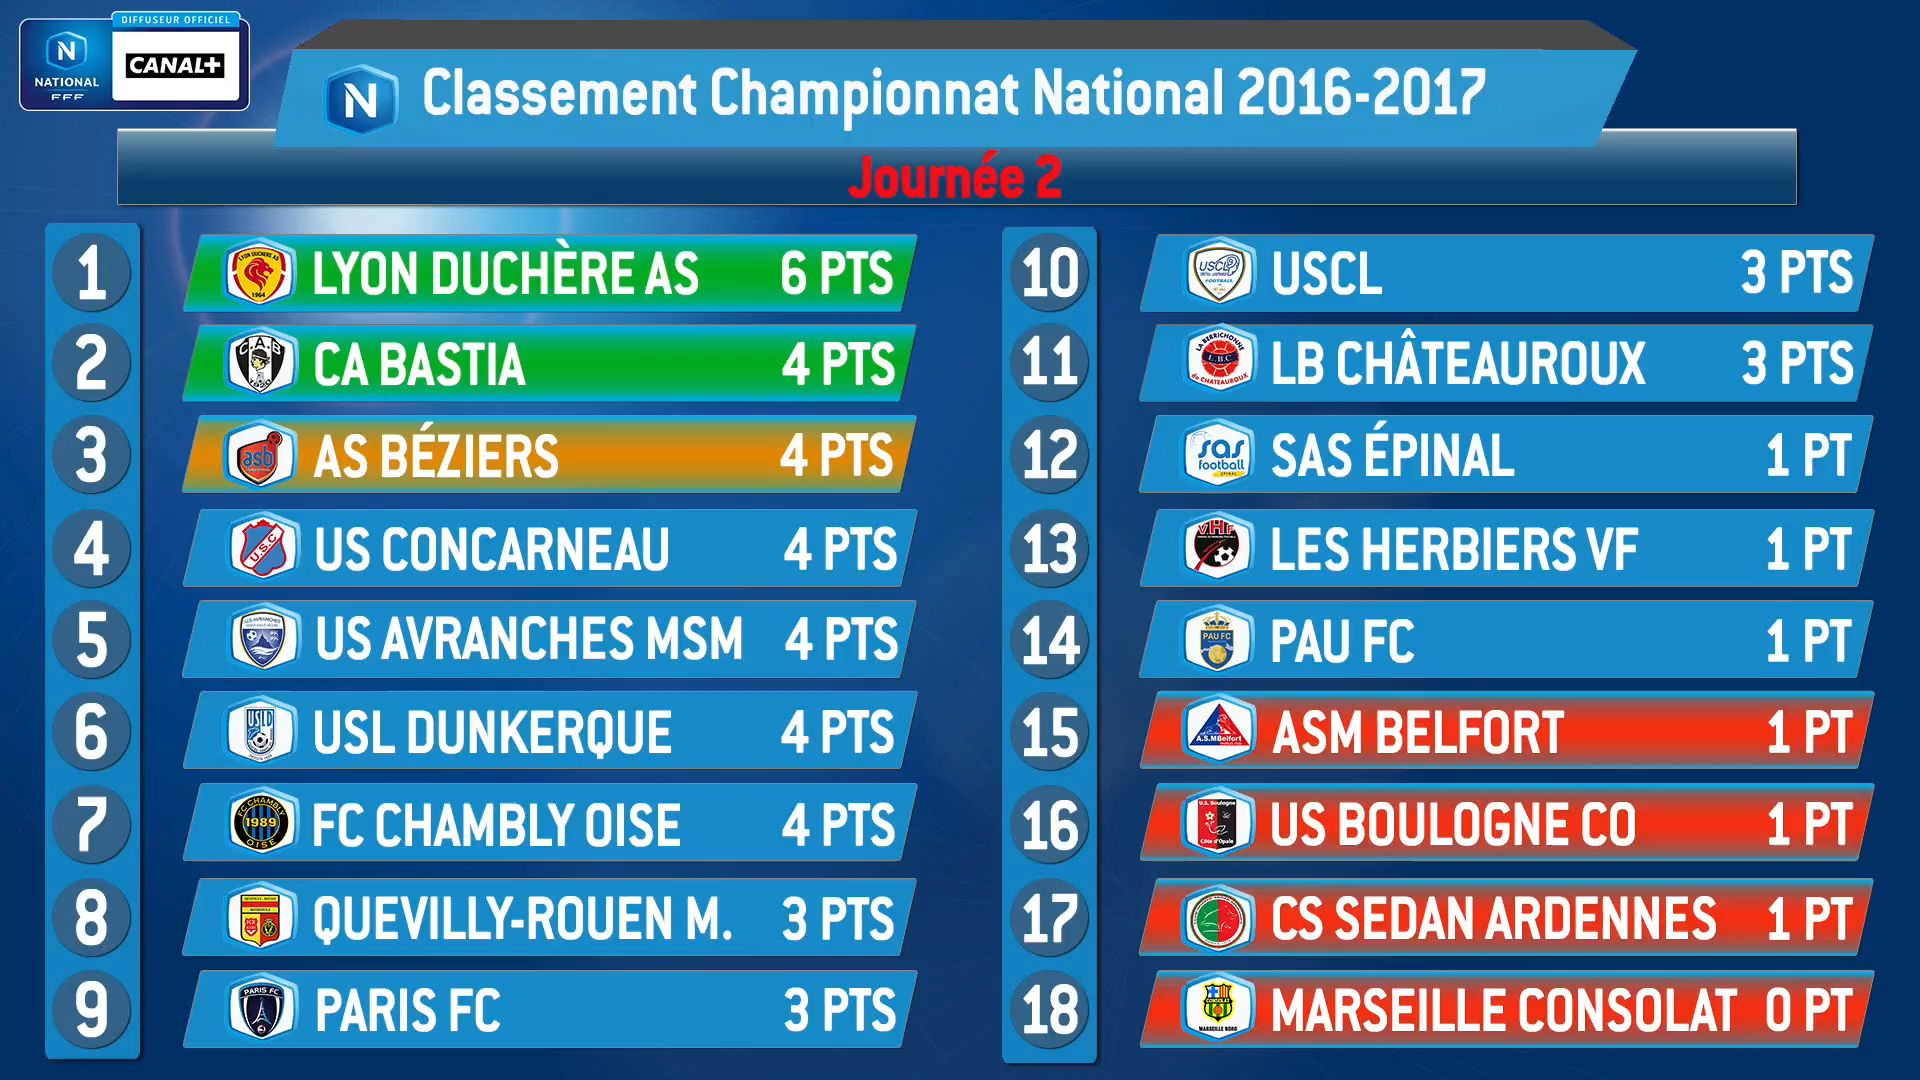 DIFFUSEUR OFFICIEL
N
NATIONAL
FFF
CANAL+
N Classement Championnat National 2016-2017
Journée 2
1 LYON DUCHÈRE AS 6 PTS
2 CA BASTIA 4 PTS
3 AS BÉZIERS 4 PTS
4 US CONCARNEAU 4 PTS
5 US AVRANCHES MSM 4 PTS
6 USL DUNKERQUE 4 PTS
7 FC CHAMBLY OISE 4 PTS
8 QUEVILLY-ROUEN M. 3 PTS
9 PARIS FC 3 PTS
10 USCL 3 PTS
11 LB CHÂTEAUROUX 3 PTS
12 SAS ÉPINAL 1 PT
13 LES HERBIERS VF 1 PT
14 PAU FC 1 PT
15 ASM BELFORT 1 PT
16 US BOULOGNE CO 1 PT
17 CS SEDAN ARDENNES 1 PT
18 MARSEILLE CONSOLAT 0 PT